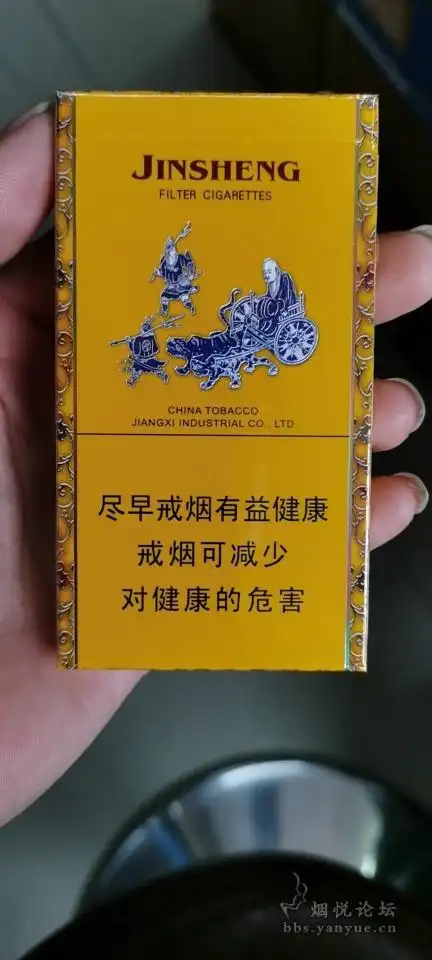 JINSHENG
FILTER CIGARETTES
CHINA TOBACCO
JIANGXI INDUSTRIAL CO., LTD
尽早戒烟有益健康
戒烟可减少
对健康的危害
烟悦论坛
bbs.yanyue.cn